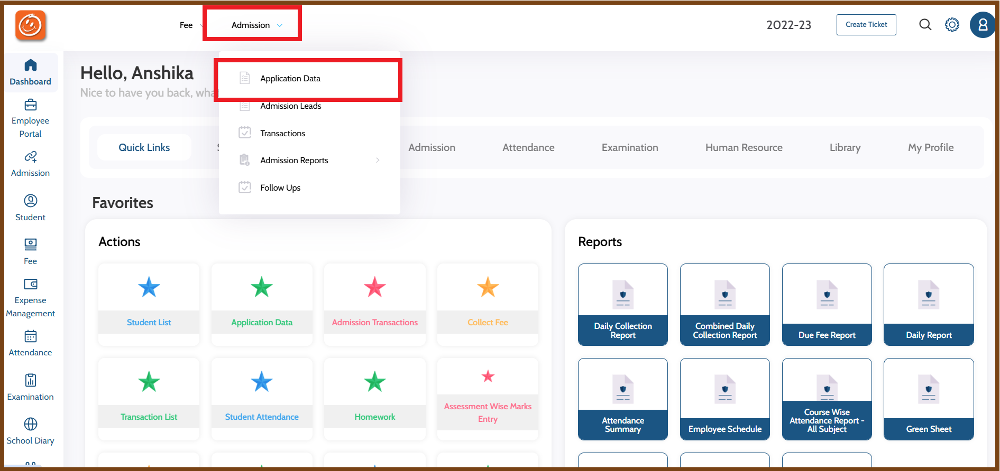 Fee
Admission
2022-23
Create Ticket
Hello, Anshika
Nice to have you back,
Application Data
Admission Leads
Transactions
Admission Reports
Follow Ups
Dashboard
Employee
Portal
Admission
Student
Fee
Expense
Management
Attendance
Examination
School Diary
Quick Links
Admission
Attendance
Examination
Human Resource
Library
My Profile
Favorites
Actions
Student List
Application Data
Admission Transactions
Collect Fee
Transaction List
Student Attendance
Homework
Assessment Wise Marks
Entry
Reports
Daily Collection
Report
Combined Daily
Collection Report
Due Fee Report
Daily Report
Attendance
Summary
Employee Schedule
Course Wise
Attendance Report -
All Subject
Green Sheet